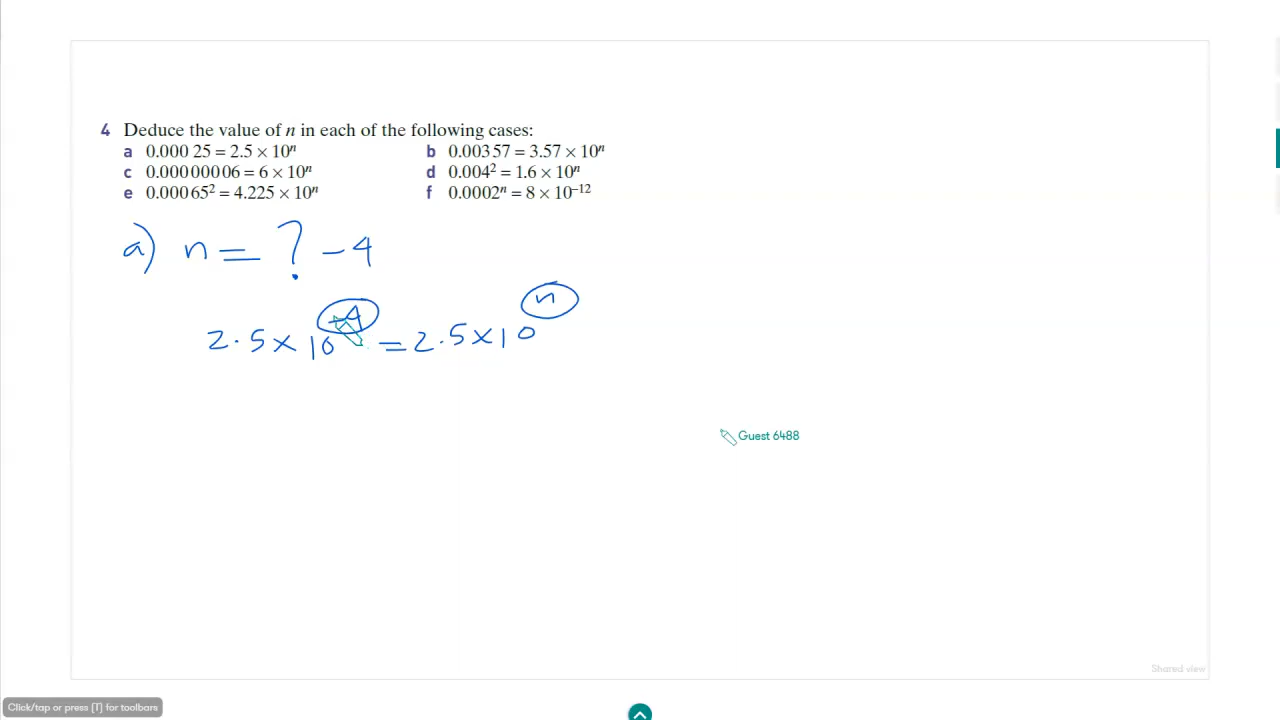 4 Deduce the value of n in each of the following cases:
a 0.000 25 = 2.5 × 10ⁿ b 0.003 57 = 3.57 × 10ⁿ
c 0.000 000 06 = 6 × 10ⁿ d 0.004² = 1.6 × 10ⁿ
e 0.000 65² = 4.225 × 10ⁿ f 0.0002ⁿ = 8 × 10⁻¹²
a) n = ? -4
2.5 × 10⁻⁴ = 2.5 × 10ⁿ
Guest 6488
Shared view
Click/tap or press [T] for toolbars